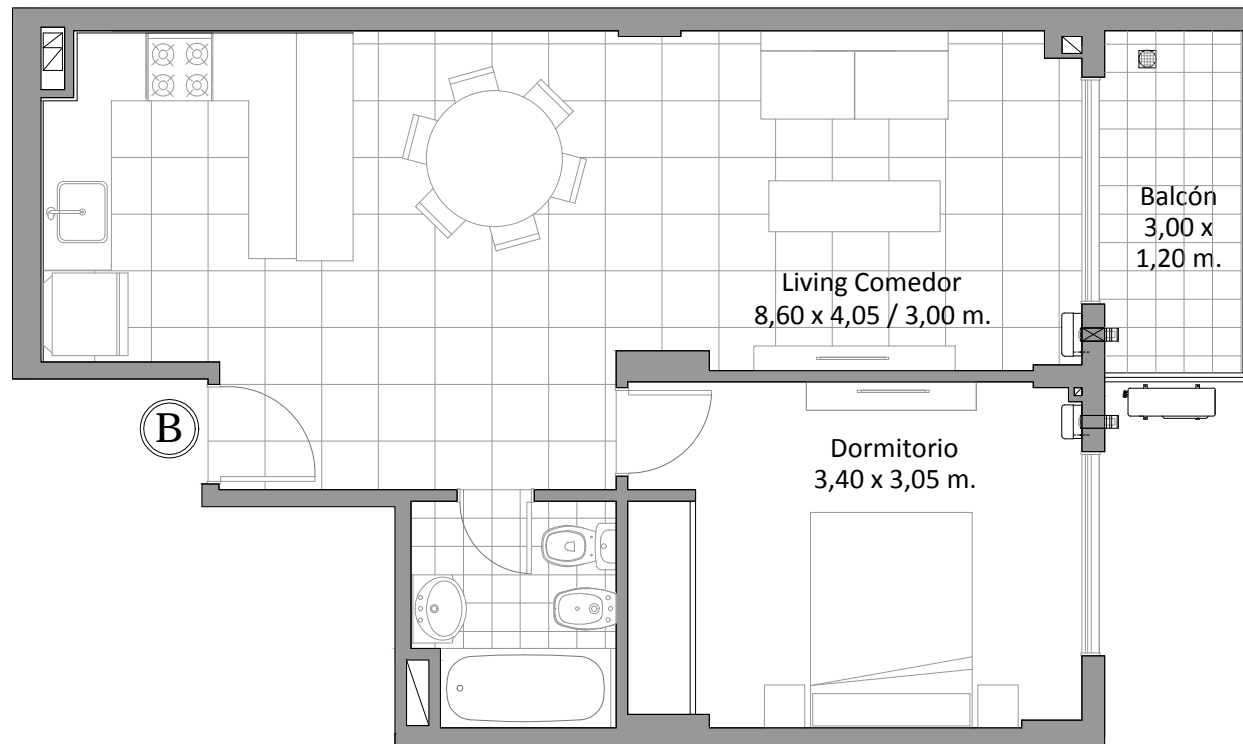 Balcón
3,00 x
1,20 m.
Living Comedor
8,60 x 4,05 / 3,00 m.
B
Dormitorio
3,40 x 3,05 m.